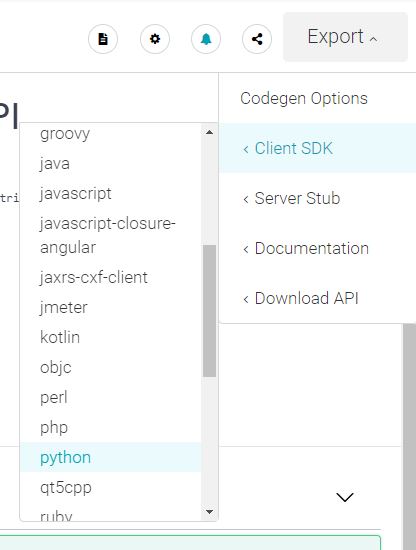 Export
PI
Codegen Options
groovy
java
Client SDK
javascript
tri
Server Stub
javascript-closure-
angular
Documentation
jaxrs-cxf-client
jmeter
Download API
kotlin
objc
perl
php
python
qt5cpp
ruby